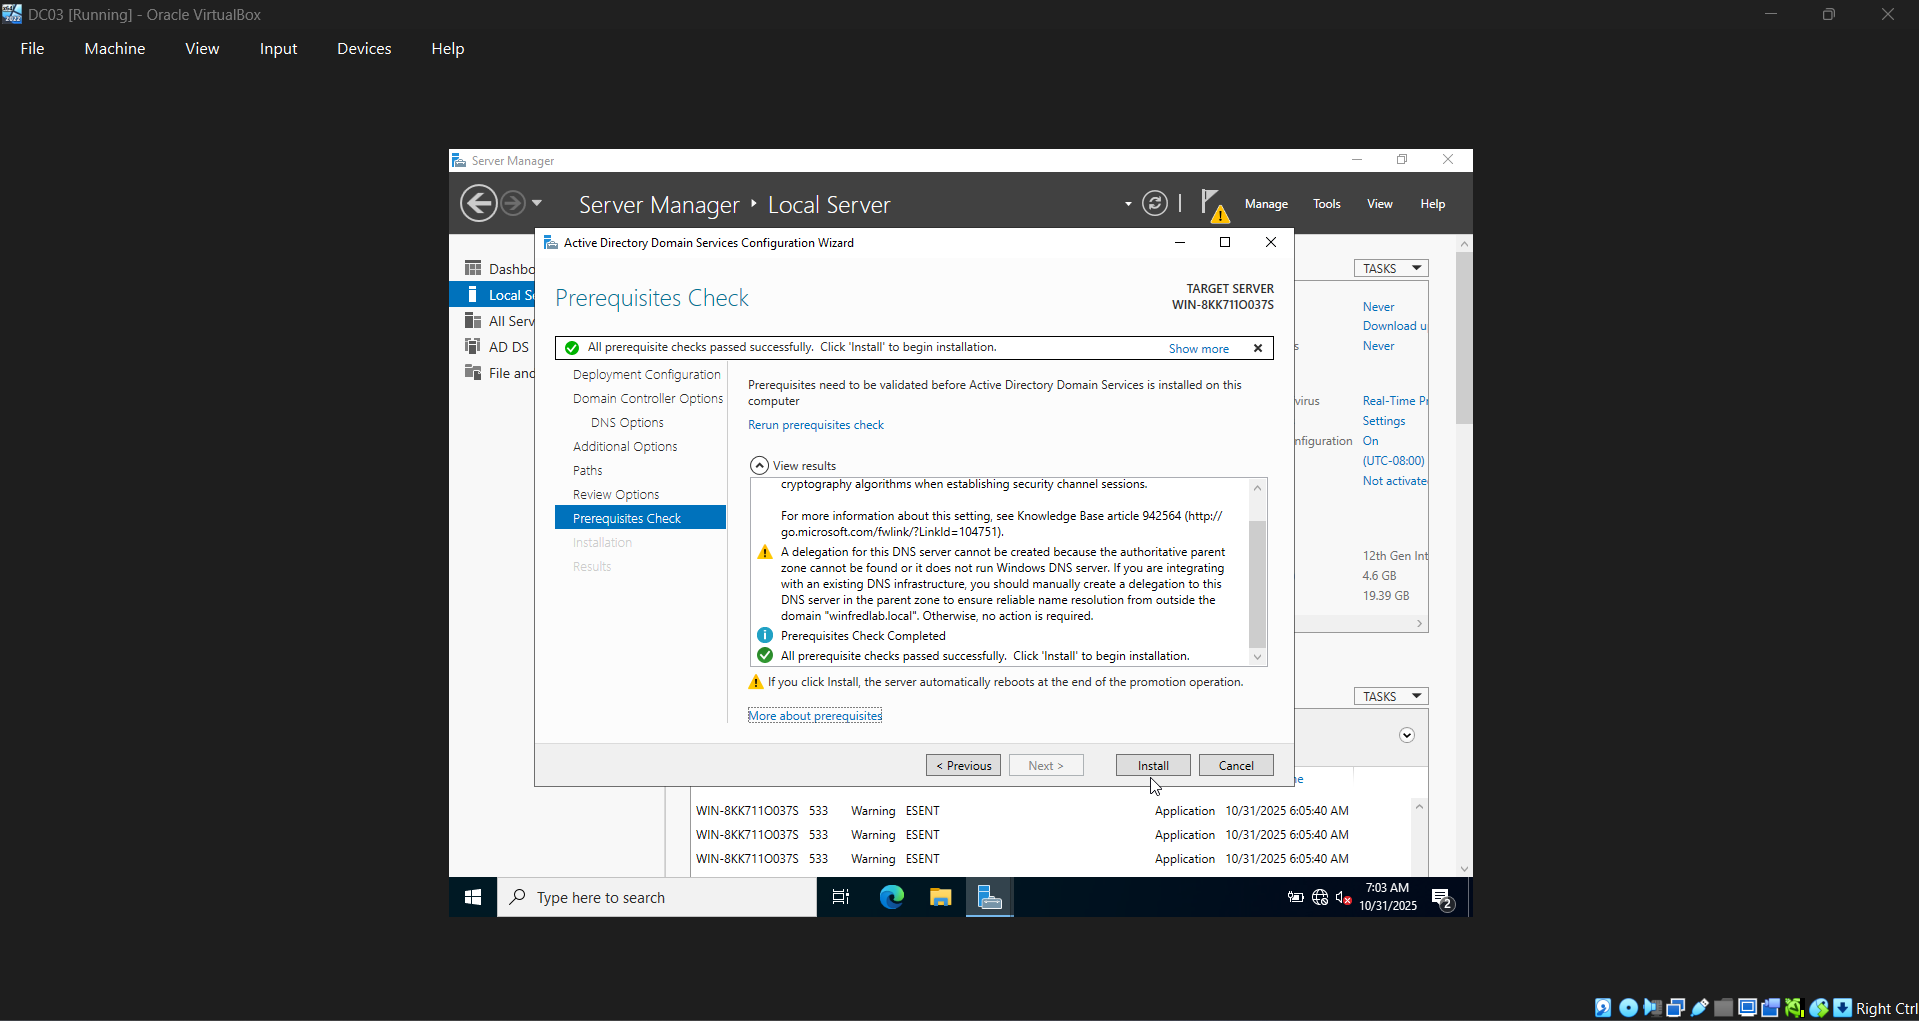 DC03 [Running] - Oracle VirtualBox
File Machine View Input Devices Help
Server Manager
Server Manager Local Server
Manage Tools View Help
Active Directory Domain Services Configuration Wizard
Dashbo
Local Se
All Serv
AD DS
File and
Prerequisites Check
TARGET SERVER
WIN-8KK711O037S
All prerequisite checks passed successfully. Click 'Install' to begin installation.
Show more
Deployment Configuration
Domain Controller Options
DNS Options
Additional Options
Paths
Review Options
Prerequisites Check
Installation
Results
Prerequisites need to be validated before Active Directory Domain Services is installed on this
computer
Rerun prerequisites check
View results
cryptography algorithms when establishing security channel sessions.
For more information about this setting, see Knowledge Base article 942564 (http://
go.microsoft.com/fwlink/?LinkId=104751).
A delegation for this DNS server cannot be created because the authoritative parent
zone cannot be found or it does not run Windows DNS server. If you are integrating
with an existing DNS infrastructure, you should manually create a delegation to this
DNS server in the parent zone to ensure reliable name resolution from outside the
domain "winfredlab.local". Otherwise, no action is required.
Prerequisites Check Completed
All prerequisite checks passed successfully. Click 'Install' to begin installation.
If you click Install, the server automatically reboots at the end of the promotion operation.
More about prerequisites
< Previous Next > Install Cancel
TASKS
Never
Download u
s Never
virus Real-Time Pr
Settings
nfiguration On
(UTC-08:00)
Not activate
12th Gen Int
4.6 GB
19.39 GB
TASKS
ne
WIN-8KK711O037S 533 Warning ESENT Application 10/31/2025 6:05:40 AM
WIN-8KK711O037S 533 Warning ESENT Application 10/31/2025 6:05:40 AM
WIN-8KK711O037S 533 Warning ESENT Application 10/31/2025 6:05:40 AM
Type here to search
7:03 AM
10/31/2025
2
Right Ctrl